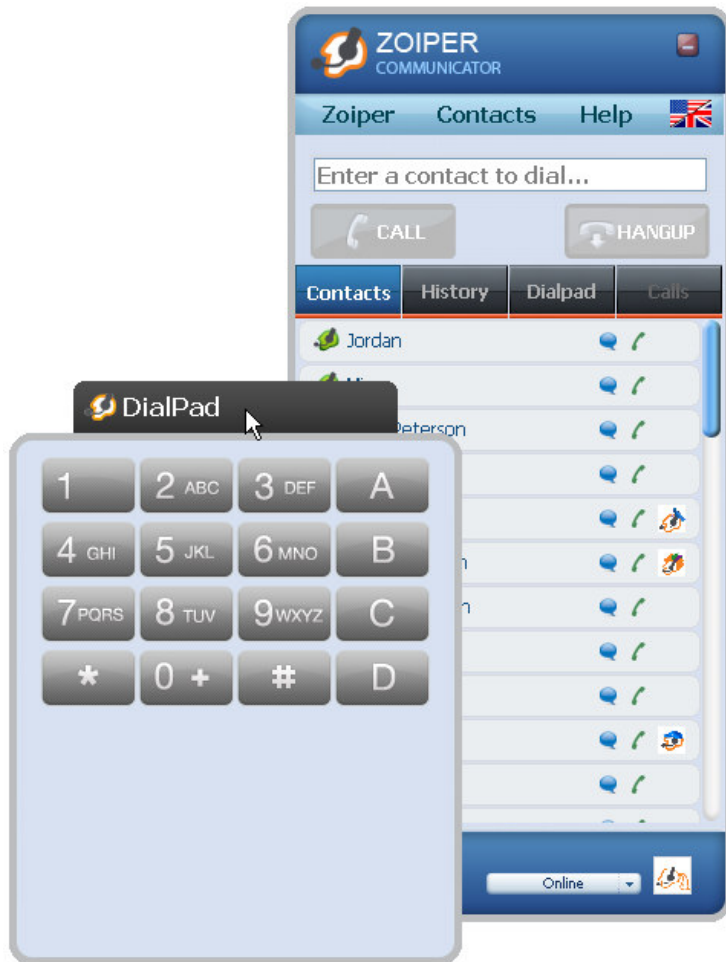 ZOIPER
COMMUNICATOR
Zoiper Contacts Help
Enter a contact to dial...
CALL HANGUP
Contacts History Dialpad Calls
Jordan
DialPad
Peterson
1 2 ABC 3 DEF A
4 GHI 5 JKL 6 MNO B
7 PQRS 8 TUV 9 WXYZ C
* 0 + # D
Online